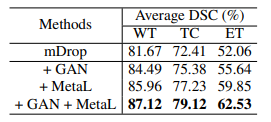 Methods Average DSC (%)
WT TC ET
mDrop 81.67 72.41 52.06
+ GAN 84.49 75.38 55.64
+ MetaL 85.96 77.23 59.85
+ GAN + MetaL 87.12 79.12 62.53